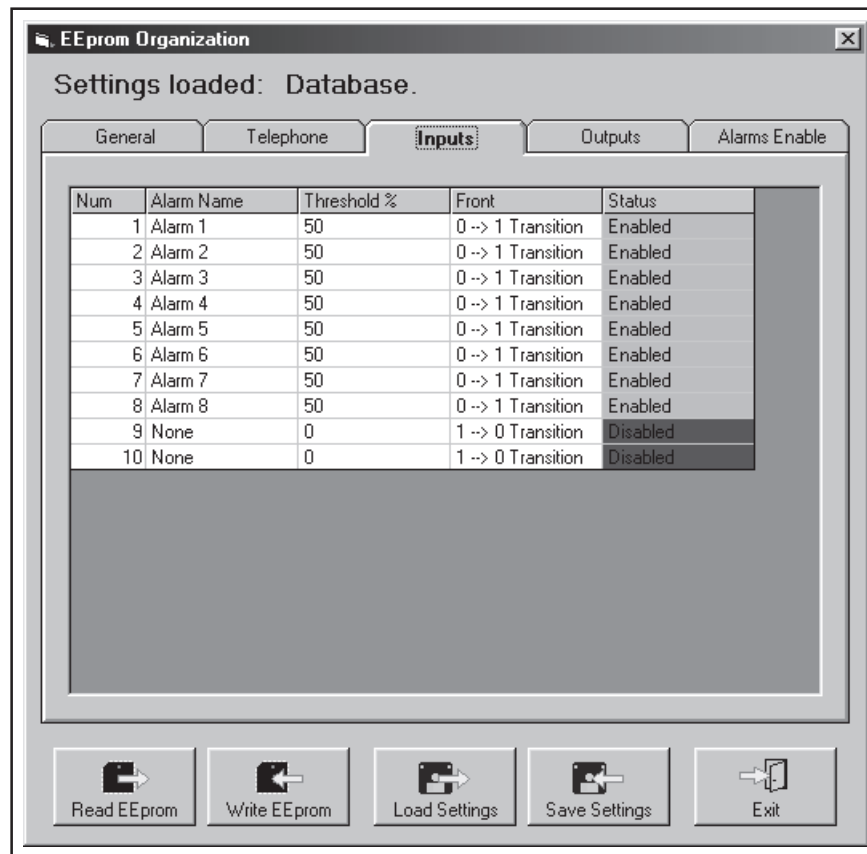 EEprom Organization
Settings loaded: Database.
General Telephone Inputs Outputs Alarms Enable
Num Alarm Name Threshold % Front Status
1 Alarm 1 50 0 --> 1 Transition Enabled
2 Alarm 2 50 0 --> 1 Transition Enabled
3 Alarm 3 50 0 --> 1 Transition Enabled
4 Alarm 4 50 0 --> 1 Transition Enabled
5 Alarm 5 50 0 --> 1 Transition Enabled
6 Alarm 6 50 0 --> 1 Transition Enabled
7 Alarm 7 50 0 --> 1 Transition Enabled
8 Alarm 8 50 0 --> 1 Transition Enabled
9 None 0 1 --> 0 Transition Disabled
10 None 0 1 --> 0 Transition Disabled
Read EEprom Write EEprom Load Settings Save Settings Exit